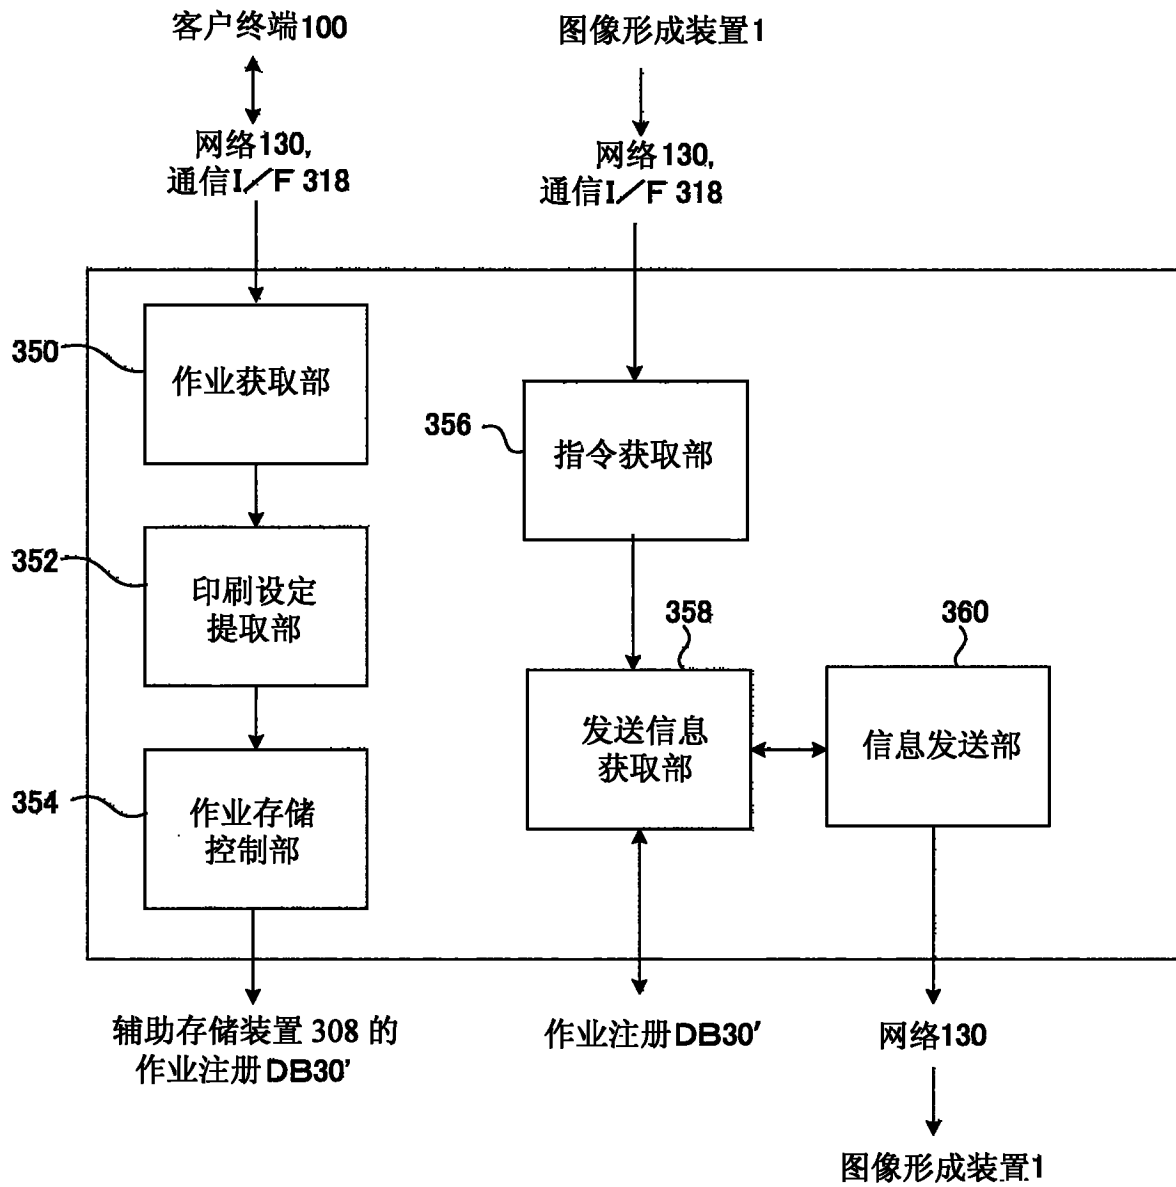 客户终端100
图像形成装置1
网络130,
通信I／F 318
网络130,
通信I／F 318
350
作业获取部
356
指令获取部
352
印刷设定
提取部
358
360
发送信息
获取部
信息发送部
354
作业存储
控制部
辅助存储装置 308 的
作业注册DB30′
作业注册DB30′
网络130
图像形成装置1